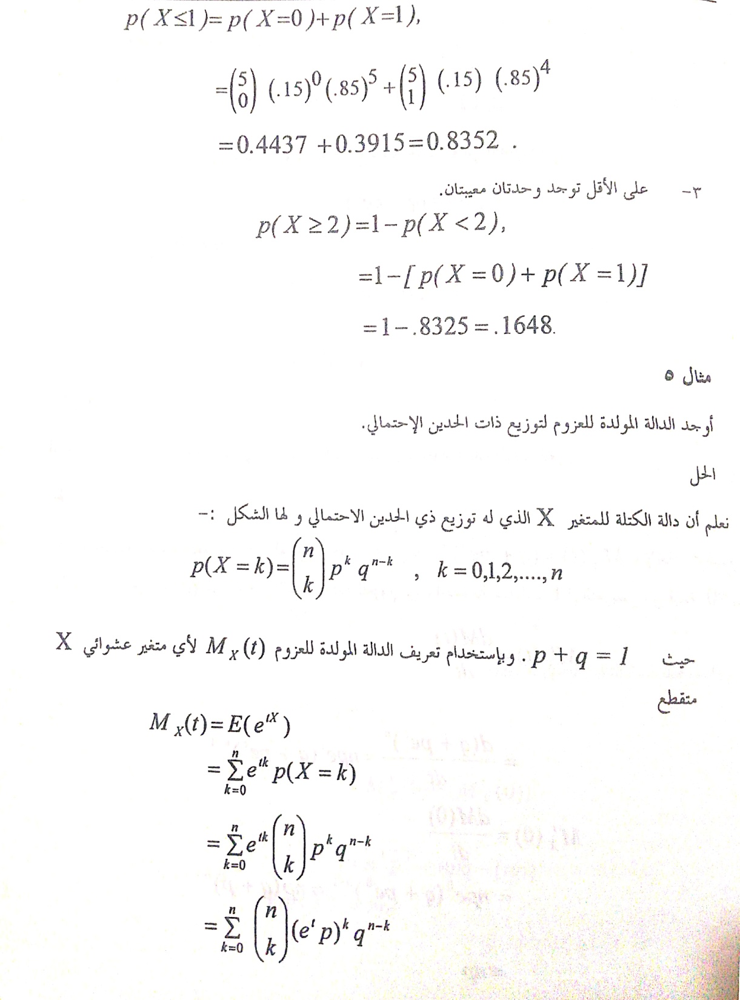 p( X≤1 )= p( X=0 )+p( X=1),
=(5 0) (.15)⁰(.85)⁵ +(5 1) (.15) (.85)⁴
=0.4437 +0.3915=0.8352 .
٣- على الأقل توجد وحدتان معيبتان.
p( X ≥ 2 )=1− p( X < 2 ),
=1−[ p( X = 0 )+ p( X =1)]
=1− .8325 = .1648.
مثال ٥
أوجد الدالة المولدة للعزوم لتوزيع ذات الحدين الإحتمالي.
الحل
نعلم أن دالة الكتلة للمتغير X الذي له توزيع ذي الحدين الاحتمالي و لها الشكل :-
p(X = k)=(n k) p^k q^{n−k} , k = 0,1,2,...., n
حيث p + q = 1 . وبإستخدام تعريف الدالة المولدة للعزوم M_X(t) لأي متغير عشوائي X
متقطع
M_X(t)= E( e^{tX} )
= Σ_{k=0}^{n} e^{tk} p(X = k)
= Σ_{k=0}^{n} e^{tk} (n k) p^k q^{n−k}
= Σ_{k=0}^{n} (n k) (e^t p)^k q^{n−k}